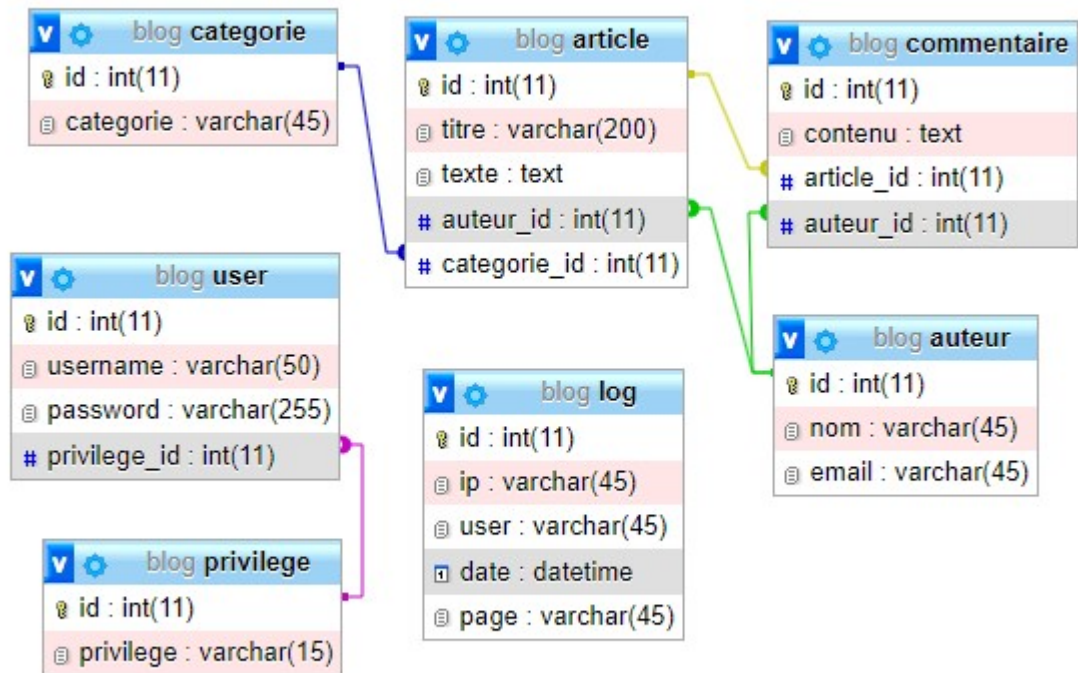 v blog categorie
id : int(11)
categorie : varchar(45)
v blog article
id : int(11)
titre : varchar(200)
texte : text
# auteur_id : int(11)
# categorie_id : int(11)
v blog commentaire
id : int(11)
contenu : text
# article_id : int(11)
# auteur_id : int(11)
v blog user
id : int(11)
username : varchar(50)
password : varchar(255)
# privilege_id : int(11)
v blog log
id : int(11)
ip : varchar(45)
user : varchar(45)
date : datetime
page : varchar(45)
v blog auteur
id : int(11)
nom : varchar(45)
email : varchar(45)
v blog privilege
id : int(11)
privilege : varchar(15)